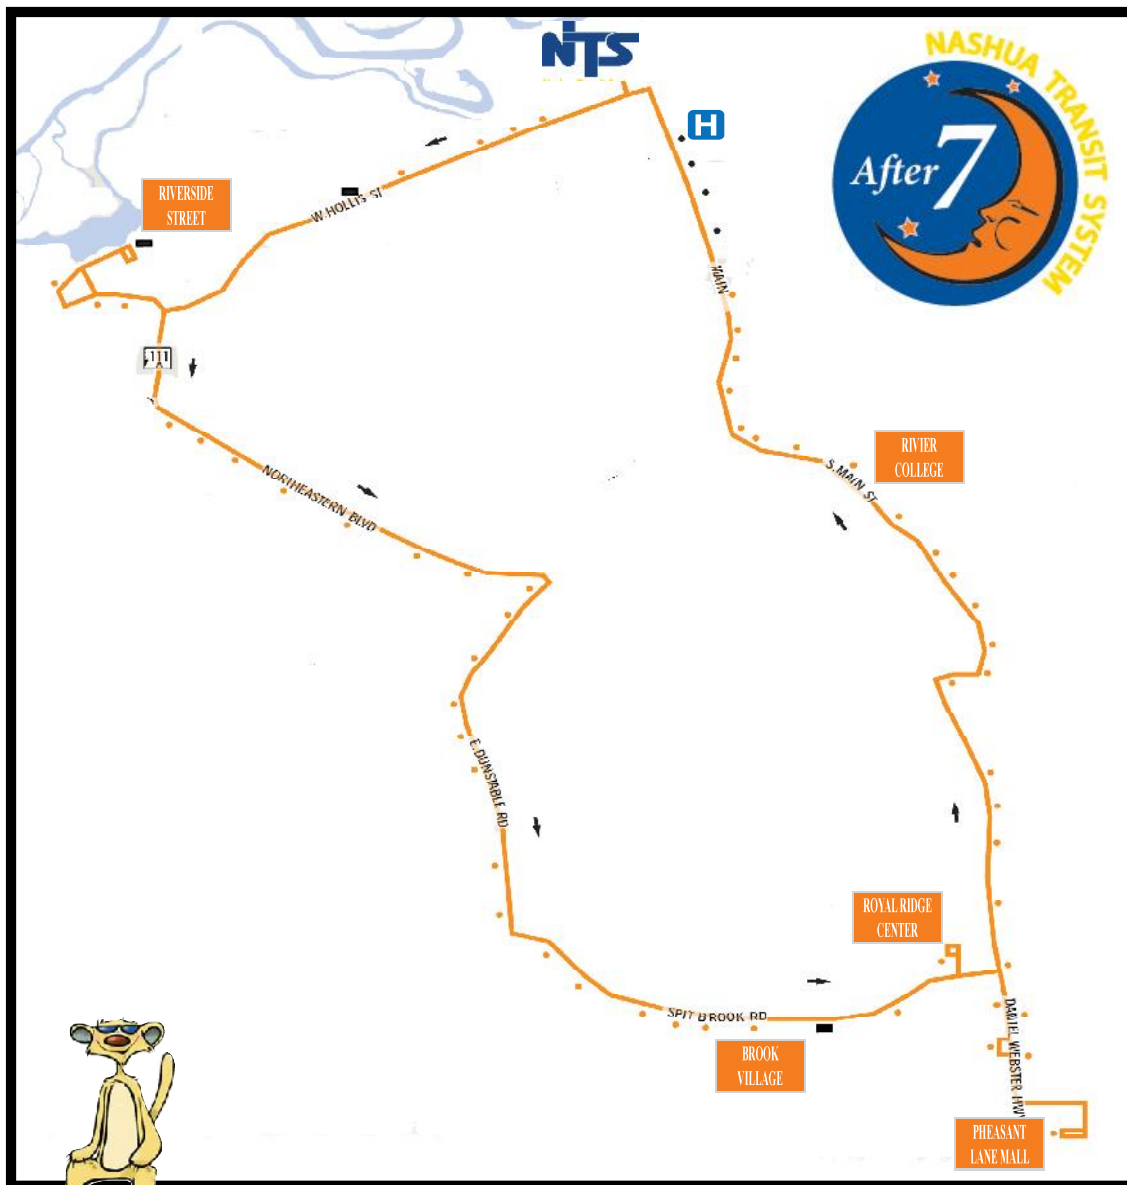 NTS
NASHUA TRANSIT SYSTEM
After 7
H
RIVERSIDE
STREET
W.HOLLIS ST
MAIN
111
NORTHEASTERN BLVD
RIVIER
COLLEGE
S.MAIN ST
E.DUNSTABLE RD
ROYAL RIDGE
CENTER
SPIT BROOK RD
BROOK
VILLAGE
DANIEL WEBSTER HWY
PHEASANT
LANE MALL